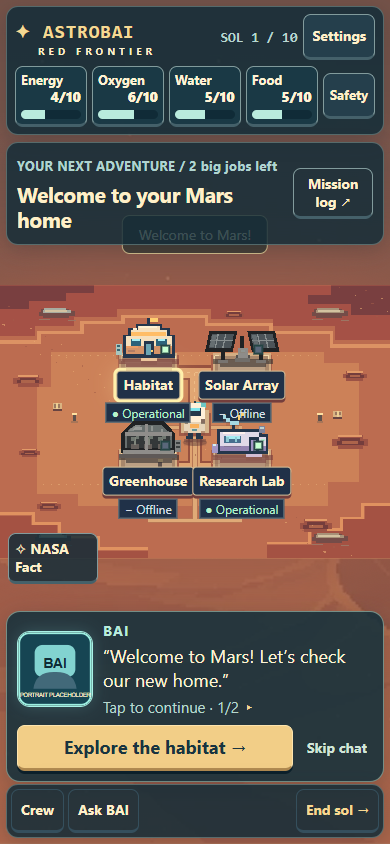 ✦ ASTROBAI
RED FRONTIER
SOL 1 / 10
Settings
Energy
4/10
Oxygen
6/10
Water
5/10
Food
5/10
Safety
YOUR NEXT ADVENTURE / 2 big jobs left
Welcome to your Mars
home
Mission
log ↗
Welcome to Mars!
Habitat
Solar Array
● Operational
– Offline
Greenhouse
Research Lab
– Offline
● Operational
✧ NASA
Fact
BAI
PORTRAIT PLACEHOLDER
BAI
“Welcome to Mars! Let’s check
our new home.”
Tap to continue · 1/2 ▸
Explore the habitat →
Skip chat
Crew
Ask BAI
End sol →